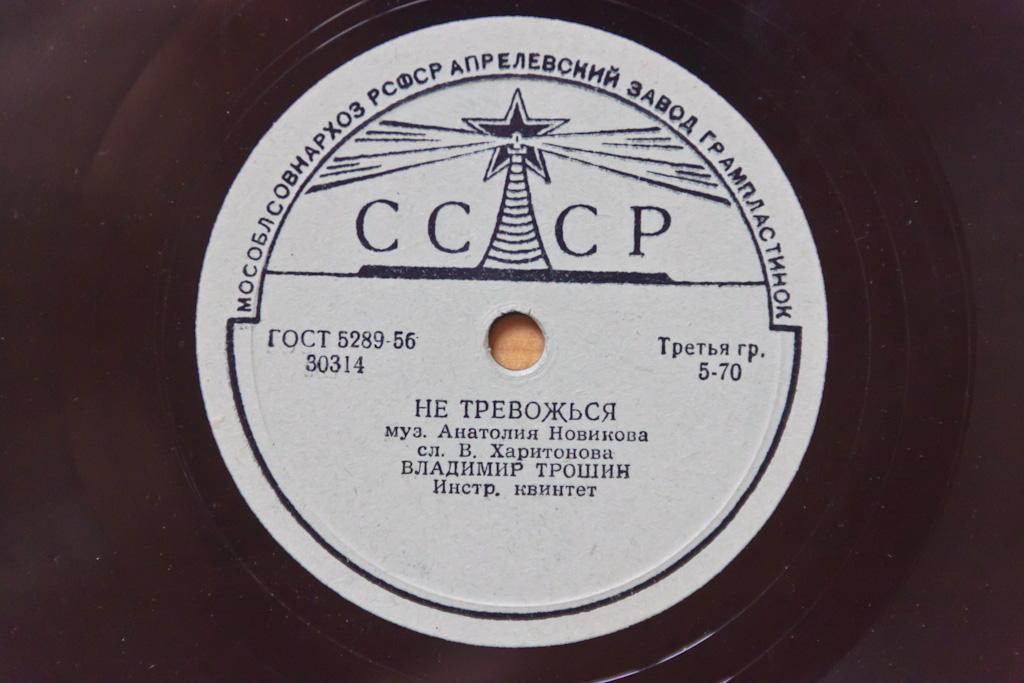 МОСОБЛСОВНАРХОЗ РСФСР АПРЕЛЕВСКИЙ ЗАВОД ГРАМПЛАСТИНОК
СССР
ГОСТ 5289-56
30314
Третья гр.
5-70
НЕ ТРЕВОЖЬСЯ
муз. Анатолия Новикова
сл. В. Харитонова
ВЛАДИМИР ТРОШИН
Инстр. квинтет